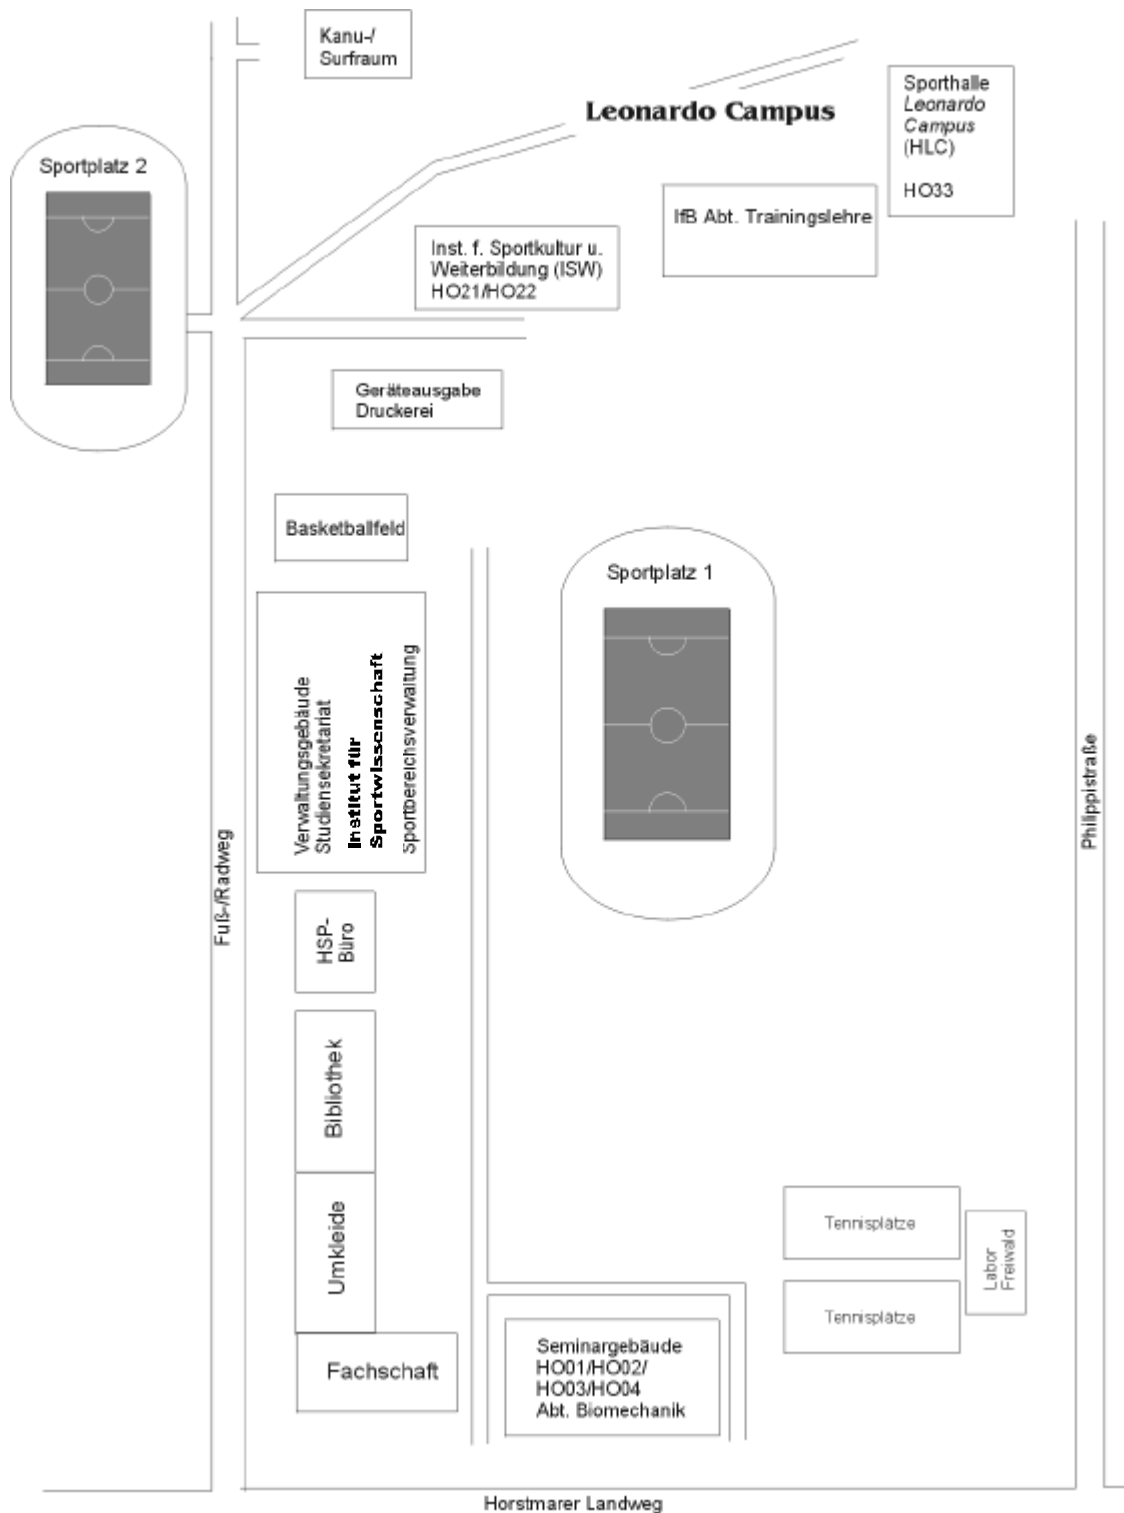 Kanu-/
Surfraum
Leonardo Campus
Sporthalle
Leonardo
Campus
(HLC)
HO33
Sportplatz 2
IfB Abt. Trainingslehre
Inst. f. Sportkultur u.
Weiterbildung (ISW)
HO21/HO22
Geräteausgabe
Druckerei
Basketballfeld
Sportplatz 1
Verwaltungsgebäude
Studiensekretariat
Institut für
Sportwissenschaft
Sportbereichsverwaltung
Fuß-/Radweg
Philippistraße
HSP-
Büro
Bibliothek
Umkleide
Fachschaft
Tennisplätze
Tennisplätze
Labor
Freiwald
Seminargebäude
HO01/HO02/
HO03/HO04
Abt. Biomechanik
Horstmarer Landweg